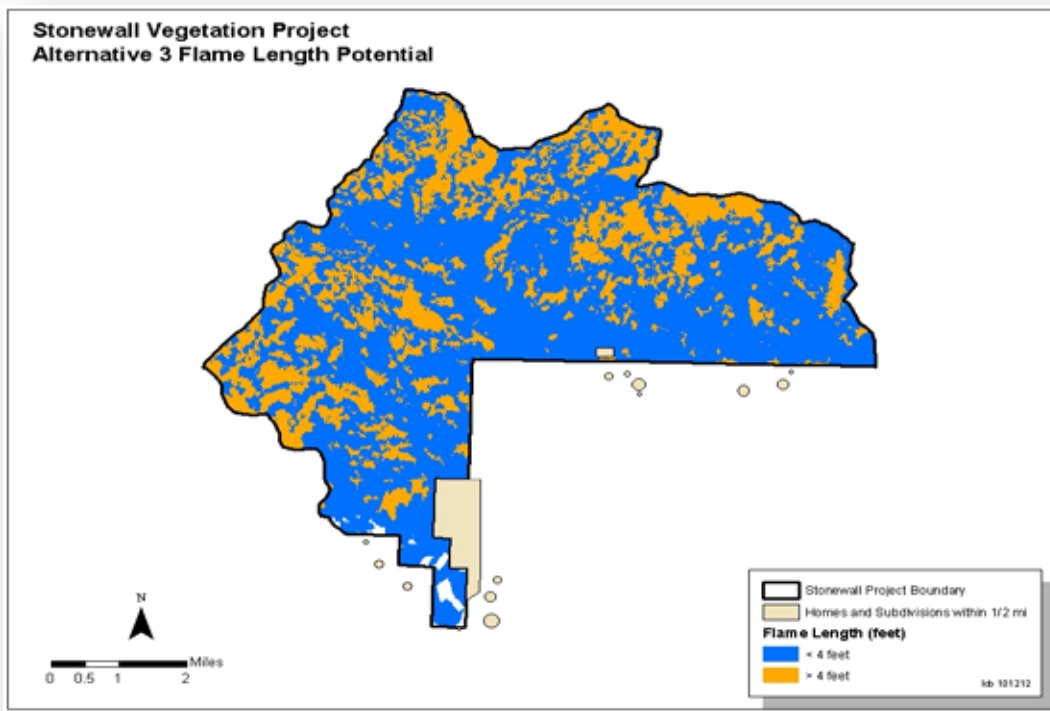 Stonewall Vegetation Project
Alternative 3 Flame Length Potential
N
Miles
0 0.5 1 2
Stonewall Project Boundary
Homes and Subdivisions within 1/2 mi
Flame Length (feet)
< 4 feet
> 4 feet
101212